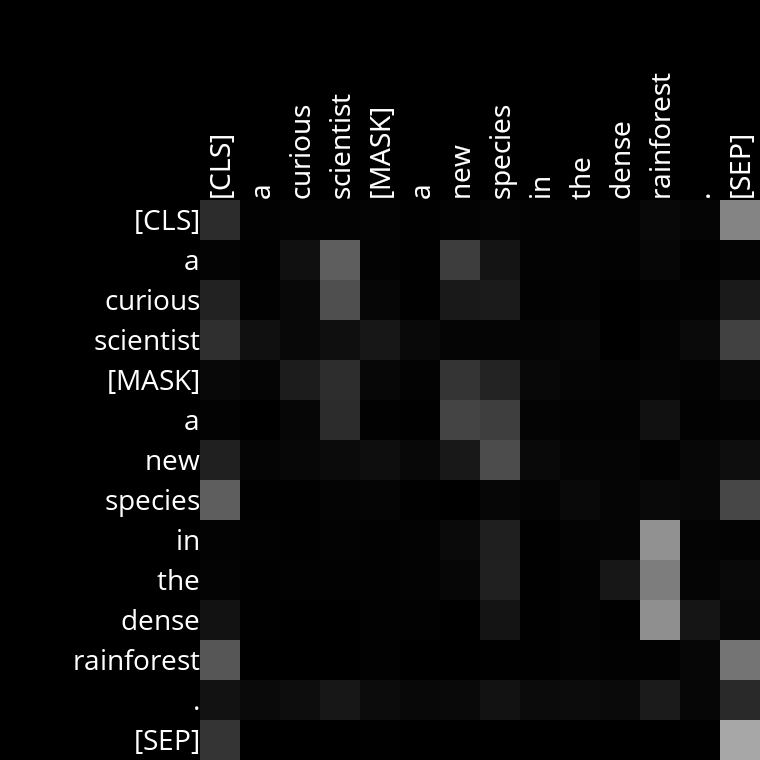 [CLS] a curious scientist [MASK] a new species in the dense rainforest . [SEP]
[CLS]
a
curious
scientist
[MASK]
a
new
species
in
the
dense
rainforest
.
[SEP]